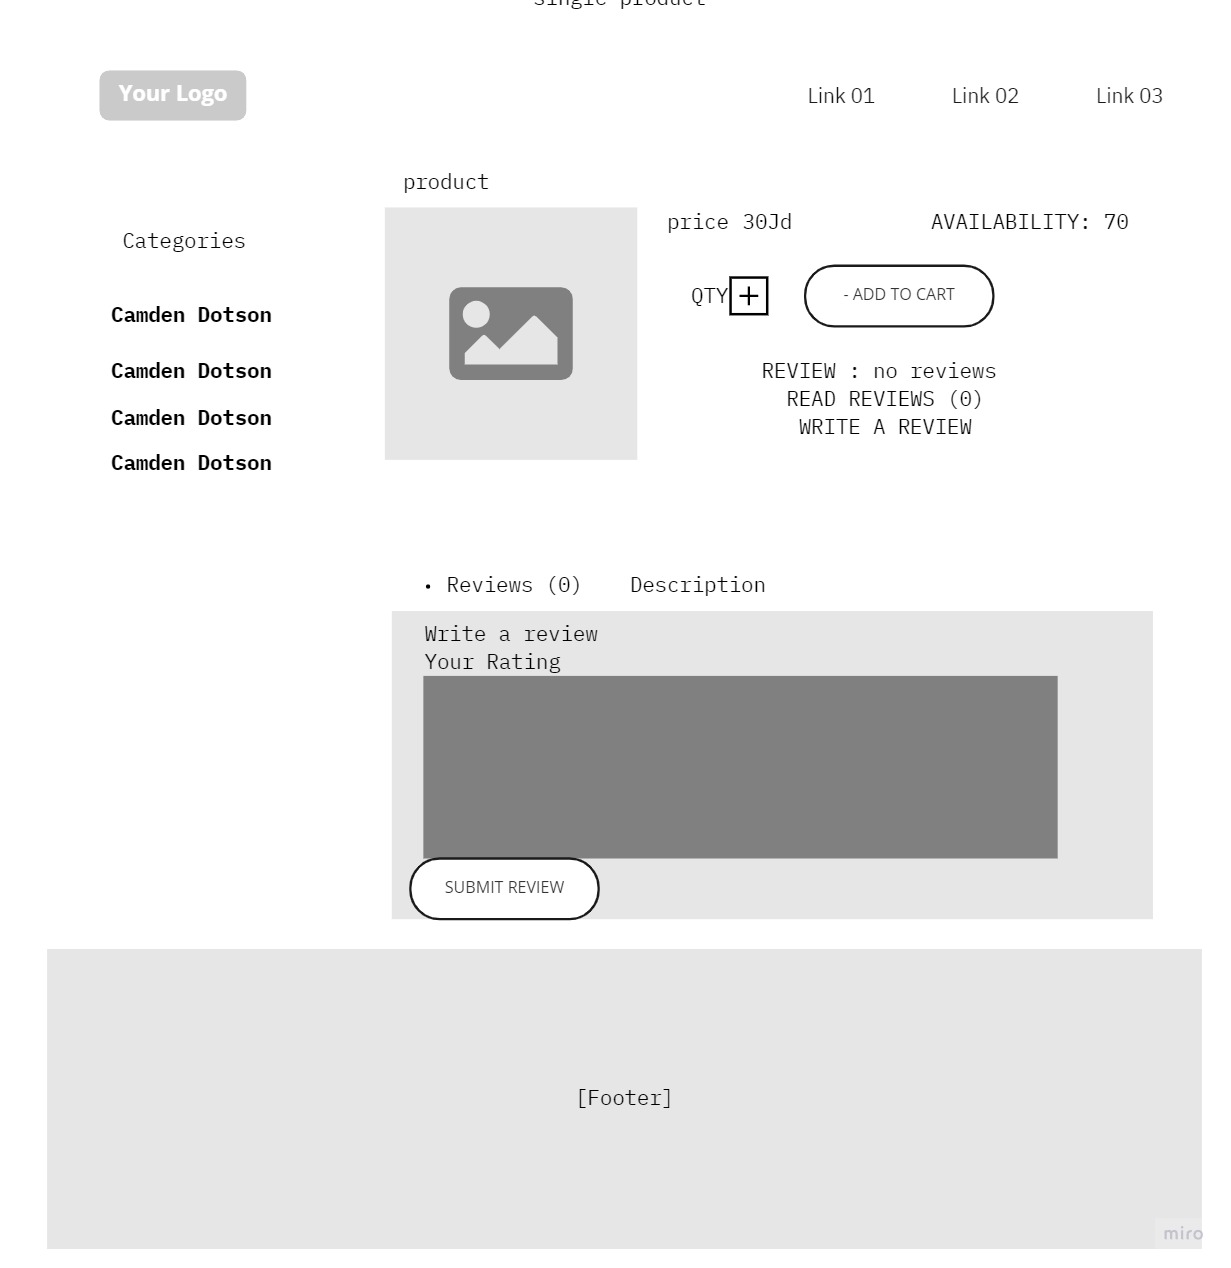 single product
Your Logo
Link 01
Link 02
Link 03
product
Categories
Camden Dotson
Camden Dotson
Camden Dotson
Camden Dotson
price 30Jd
AVAILABILITY: 70
QTY
- ADD TO CART
REVIEW : no reviews
READ REVIEWS (0)
WRITE A REVIEW
• Reviews (0)
Description
Write a review
Your Rating
SUBMIT REVIEW
[Footer]
miro